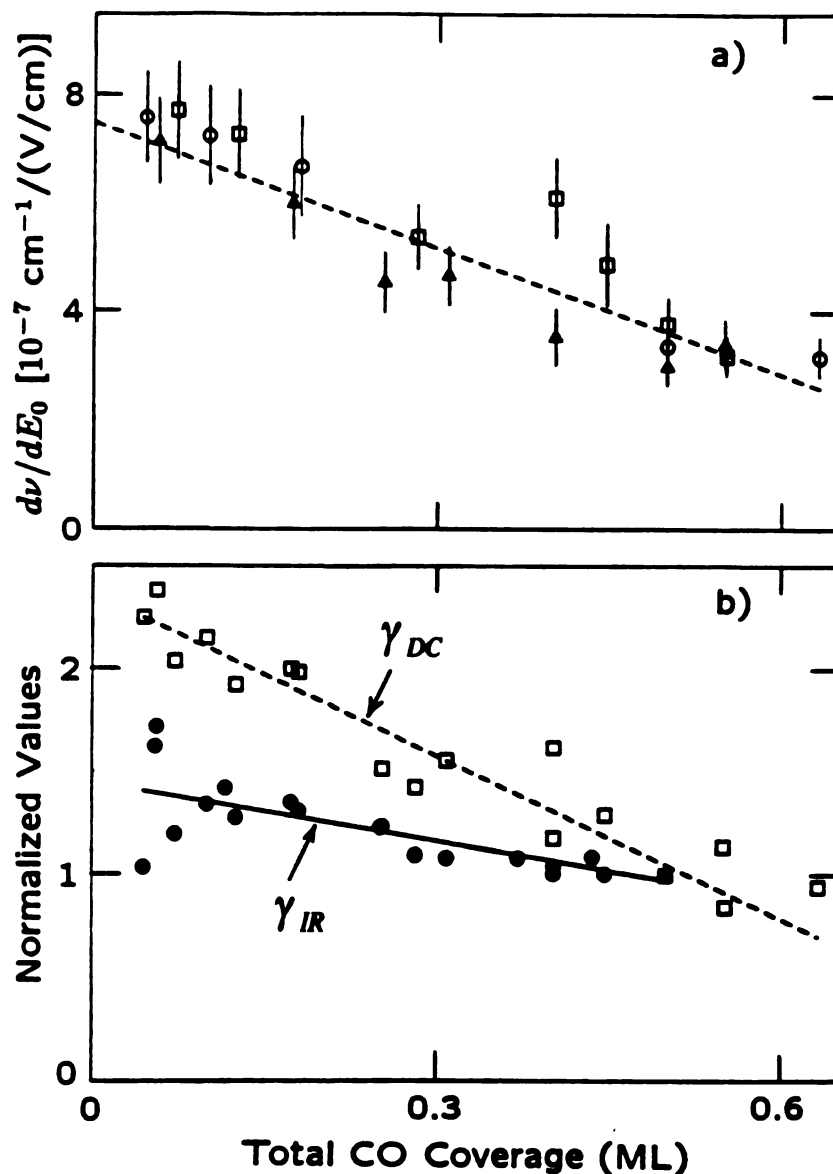 a)
8
4
0
dν/dE₀ [10⁻⁷ cm⁻¹/(V/cm)]
b)
γ_DC
2
1
0
γ_IR
Normalized Values
0 0.3 0.6
Total CO Coverage (ML)